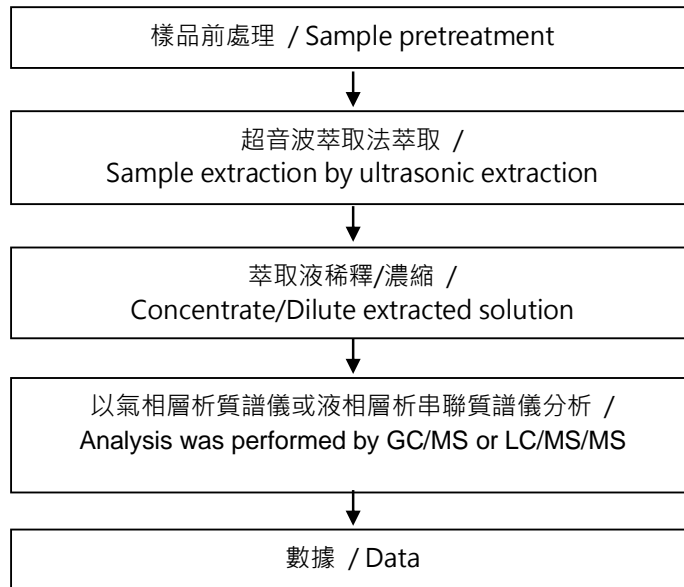 樣品前處理 / Sample pretreatment
超音波萃取法萃取 /
Sample extraction by ultrasonic extraction
萃取液稀釋/濃縮 /
Concentrate/Dilute extracted solution
以氣相層析質譜儀或液相層析串聯質譜儀分析 /
Analysis was performed by GC/MS or LC/MS/MS
數據 / Data